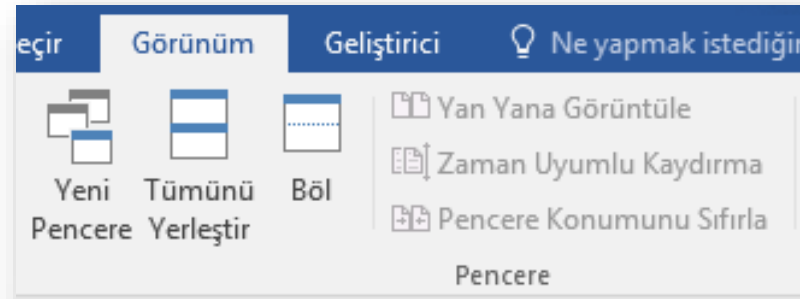 eçir Görünüm Geliştirici Ne yapmak istediğin
Yeni Pencere
Tümünü Yerleştir
Böl
Yan Yana Görüntüle
Zaman Uyumlu Kaydırma
Pencere Konumunu Sıfırla
Pencere